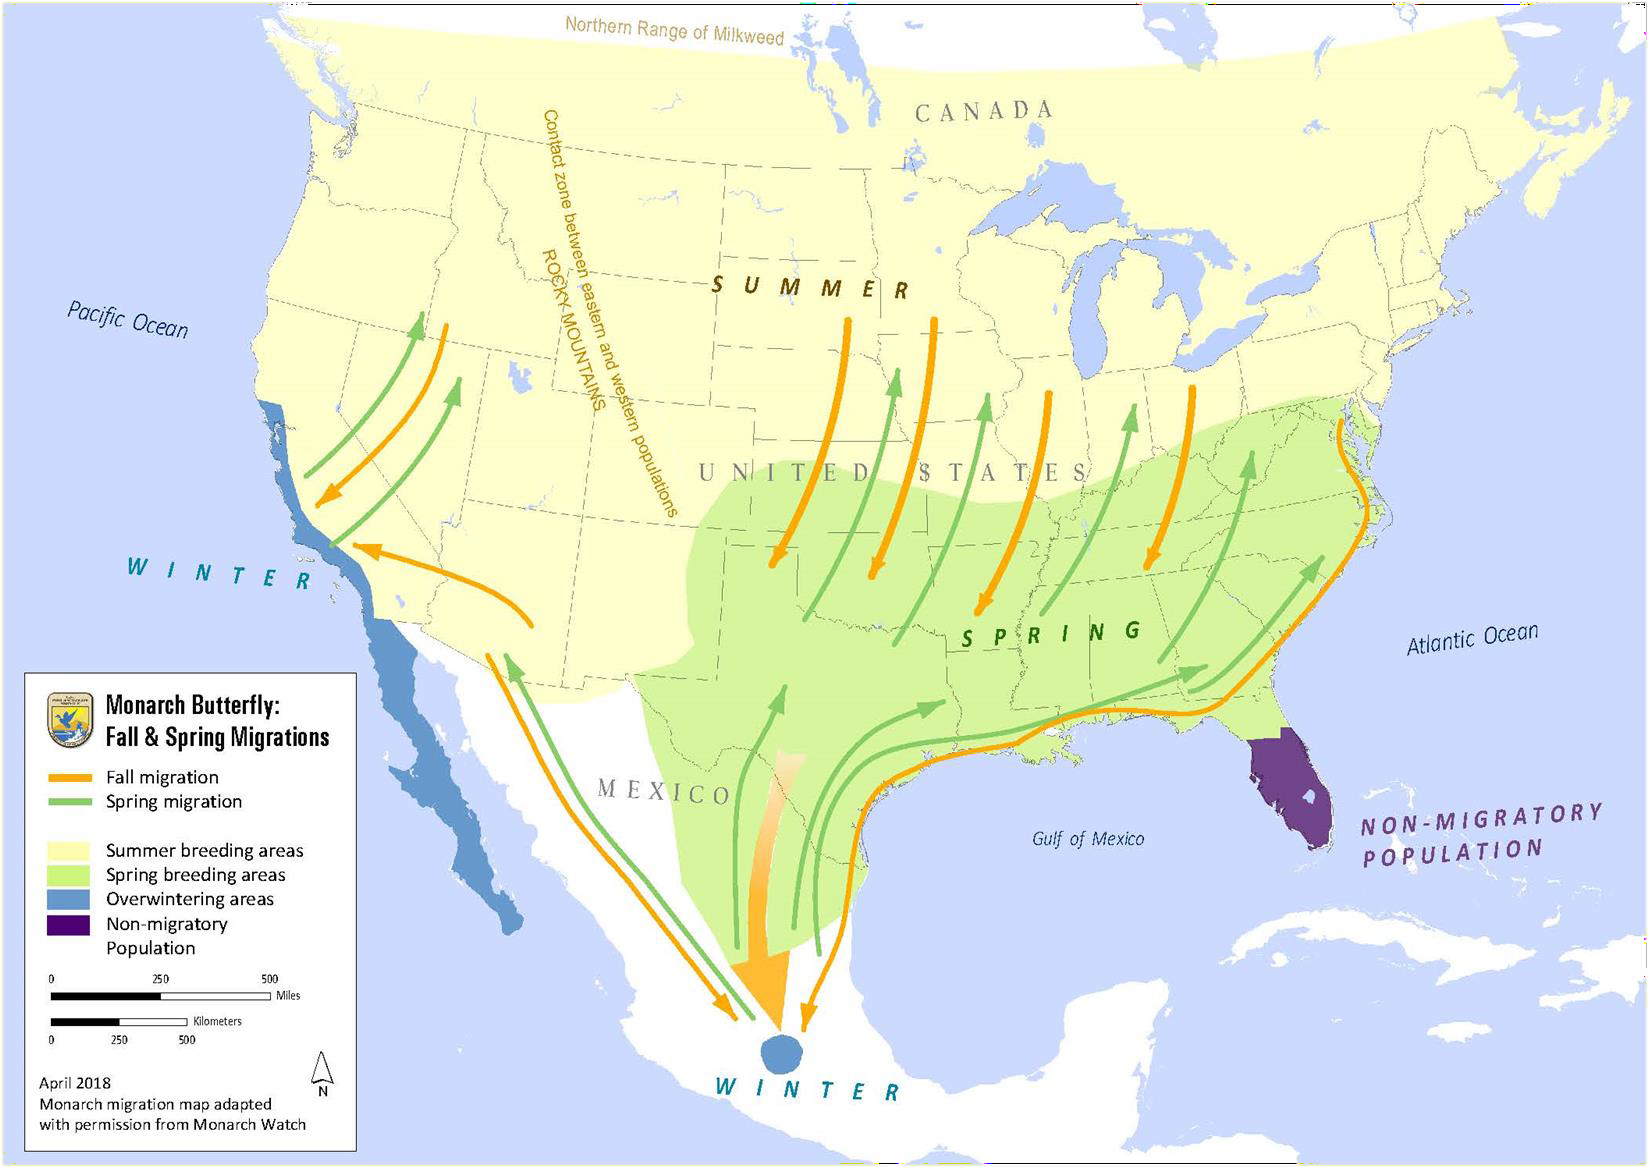 Northern Range of Milkweed
CANADA
Contact zone between eastern and western populations
ROCKY MOUNTAINS
SUMMER
Pacific Ocean
UNITED STATES
WINTER
SPRING
Atlantic Ocean
MEXICO
Gulf of Mexico
NON-MIGRATORY
POPULATION
WINTER
Monarch Butterfly:
Fall & Spring Migrations
Fall migration
Spring migration
Summer breeding areas
Spring breeding areas
Overwintering areas
Non-migratory
Population
0 250 500
Miles
Kilometers
0 250 500
N
April 2018
Monarch migration map adapted
with permission from Monarch Watch